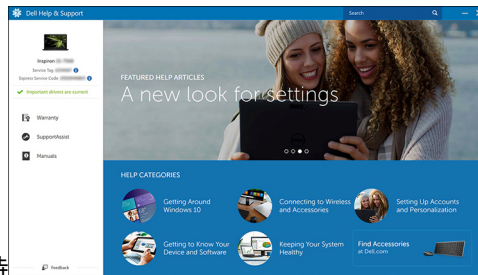 Dell Help & Support
Search
Inspiron
Service Tag
Express Service Code
Important drivers are current
Warranty
SupportAssist
Manuals
Feedback
FEATURED HELP ARTICLES
A new look for settings
HELP CATEGORIES
Getting Around
Windows 10
Connecting to Wireless
and Accessories
Setting Up Accounts
and Personalization
Getting to Know Your
Device and Software
Keeping Your System
Healthy
Find Accessories
at Dell.com